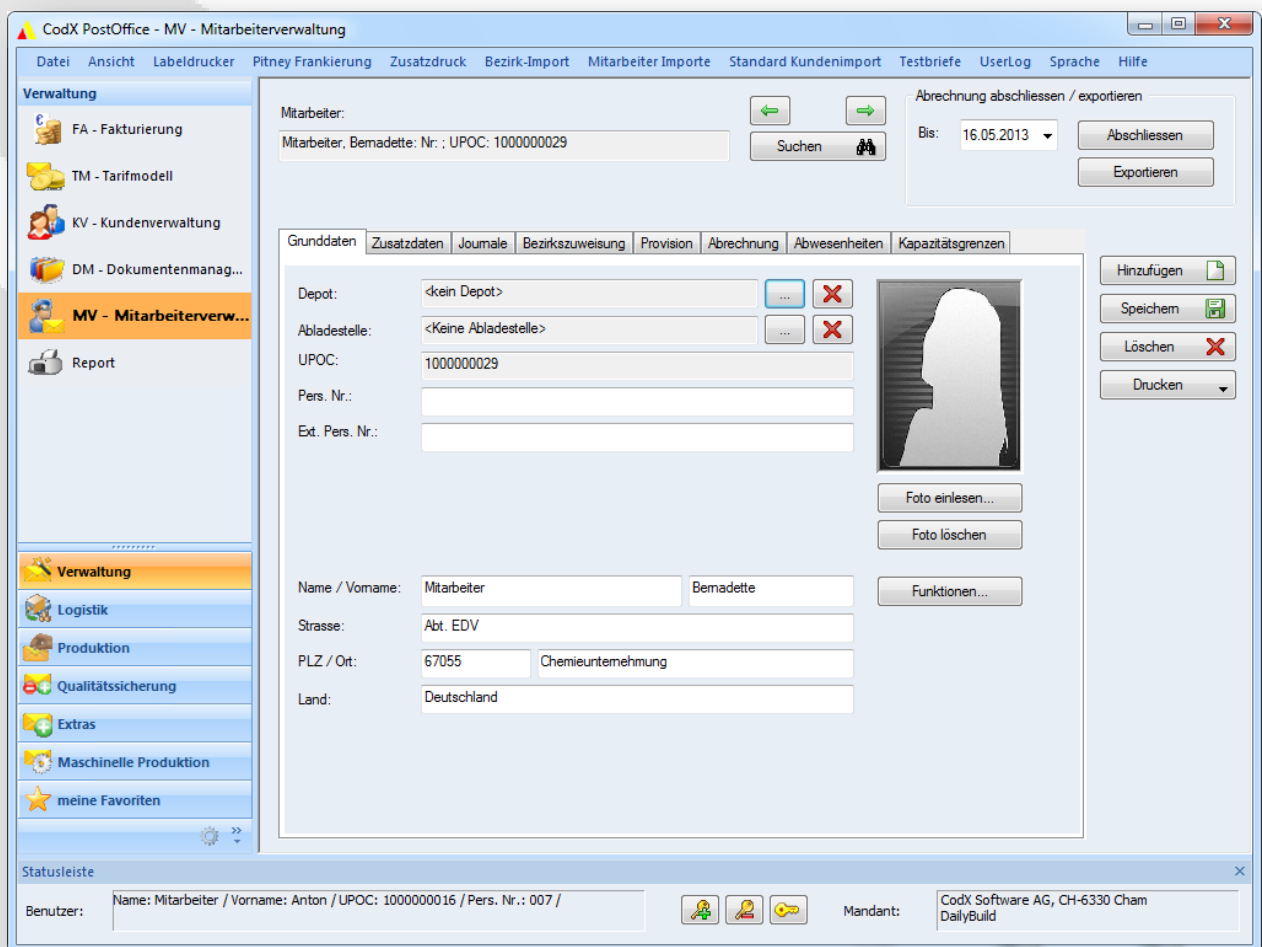 CodX PostOffice - MV - Mitarbeiterverwaltung
Datei Ansicht Labeldrucker Pitney Frankierung Zusatzdruck Bezirk-Import Mitarbeiter Importe Standard Kundenimport Testbriefe UserLog Sprache Hilfe
Verwaltung
FA - Fakturierung
TM - Tarifmodell
KV - Kundenverwaltung
DM - Dokumentenmanag...
MV - Mitarbeiterverw...
Report
Verwaltung
Logistik
Produktion
Qualitätssicherung
Extras
Maschinelle Produktion
meine Favoriten
Mitarbeiter:
Mitarbeiter, Bernadette: Nr: ; UPOC: 1000000029
Suchen
Abrechnung abschliessen / exportieren
Bis: 16.05.2013
Abschliessen
Exportieren
Grunddaten Zusatzdaten Journale Bezirkszuweisung Provision Abrechnung Abwesenheiten Kapazitätsgrenzen
Depot: <kein Depot> ...
Abladestelle: <Keine Abladestelle> ...
UPOC: 1000000029
Pers. Nr.:
Ext. Pers. Nr.:
Foto einlesen...
Foto löschen
Name / Vorname: Mitarbeiter Bernadette
Funktionen...
Strasse: Abt. EDV
PLZ / Ort: 67055 Chemieunternehmung
Land: Deutschland
Hinzufügen
Speichern
Löschen
Drucken
Statusleiste
Benutzer: Name: Mitarbeiter / Vorname: Anton / UPOC: 1000000016 / Pers. Nr.: 007 /
Mandant: CodX Software AG, CH-6330 Cham
DailyBuild